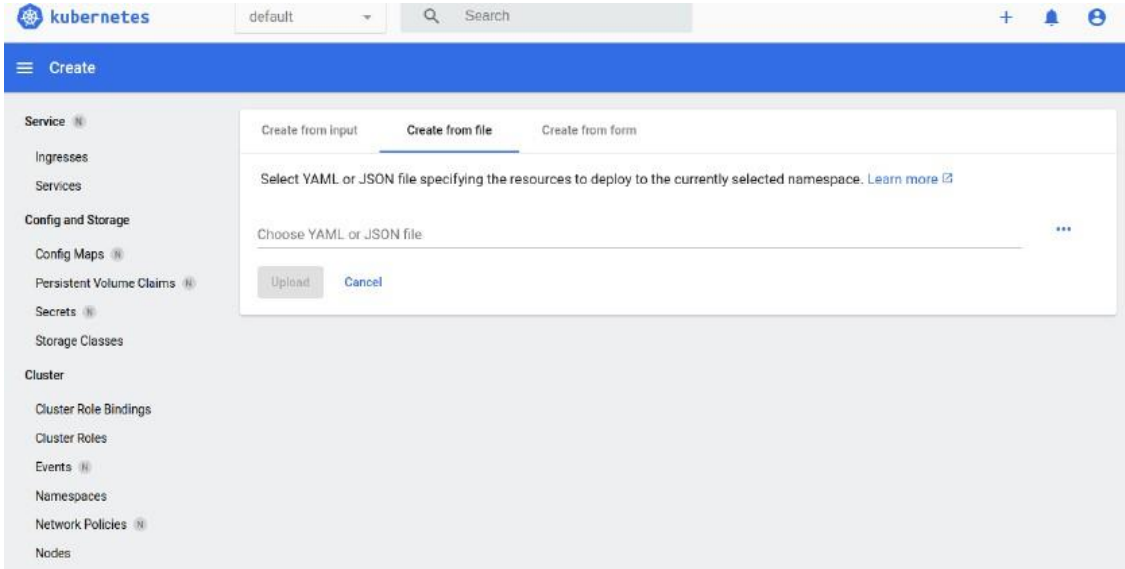 kubernetes
default
Search
Create
Service N
Ingresses
Services
Config and Storage
Config Maps N
Persistent Volume Claims N
Secrets N
Storage Classes
Cluster
Cluster Role Bindings
Cluster Roles
Events N
Namespaces
Network Policies N
Nodes
Create from input
Create from file
Create from form
Select YAML or JSON file specifying the resources to deploy to the currently selected namespace. Learn more
Choose YAML or JSON file
Upload
Cancel